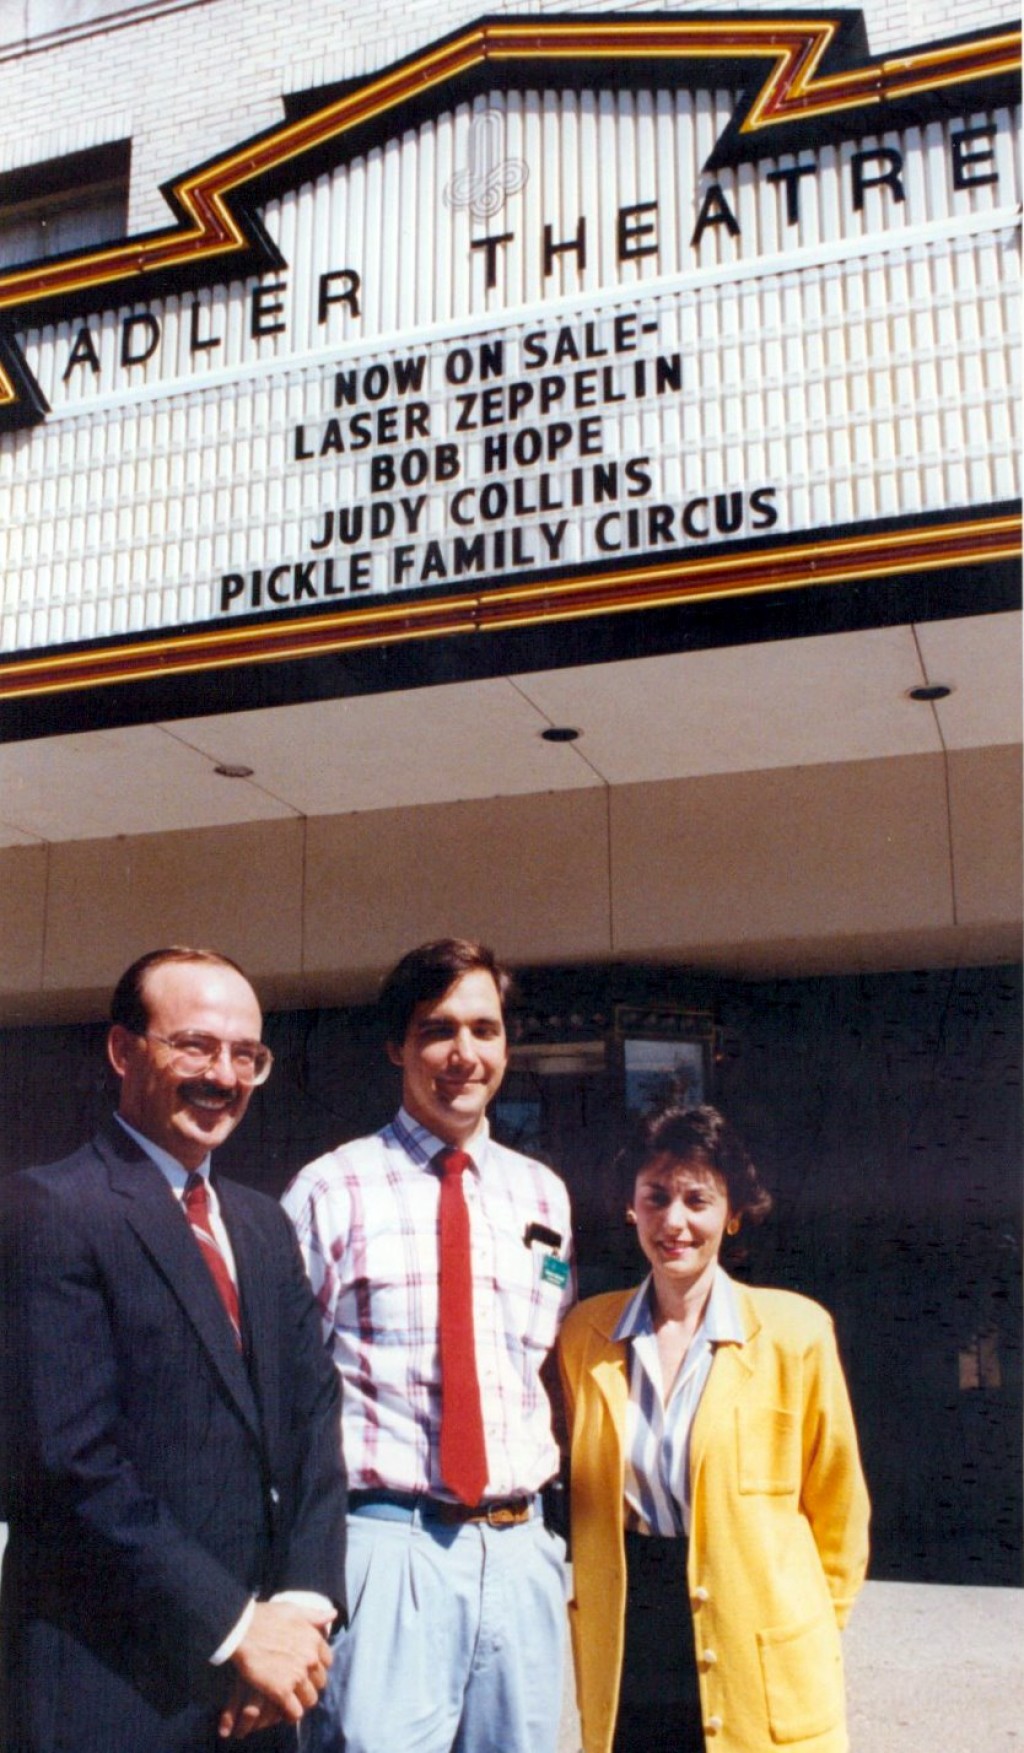 ADLER THEATRE
NOW ON SALE-
LASER ZEPPELIN
BOB HOPE
JUDY COLLINS
PICKLE FAMILY CIRCUS